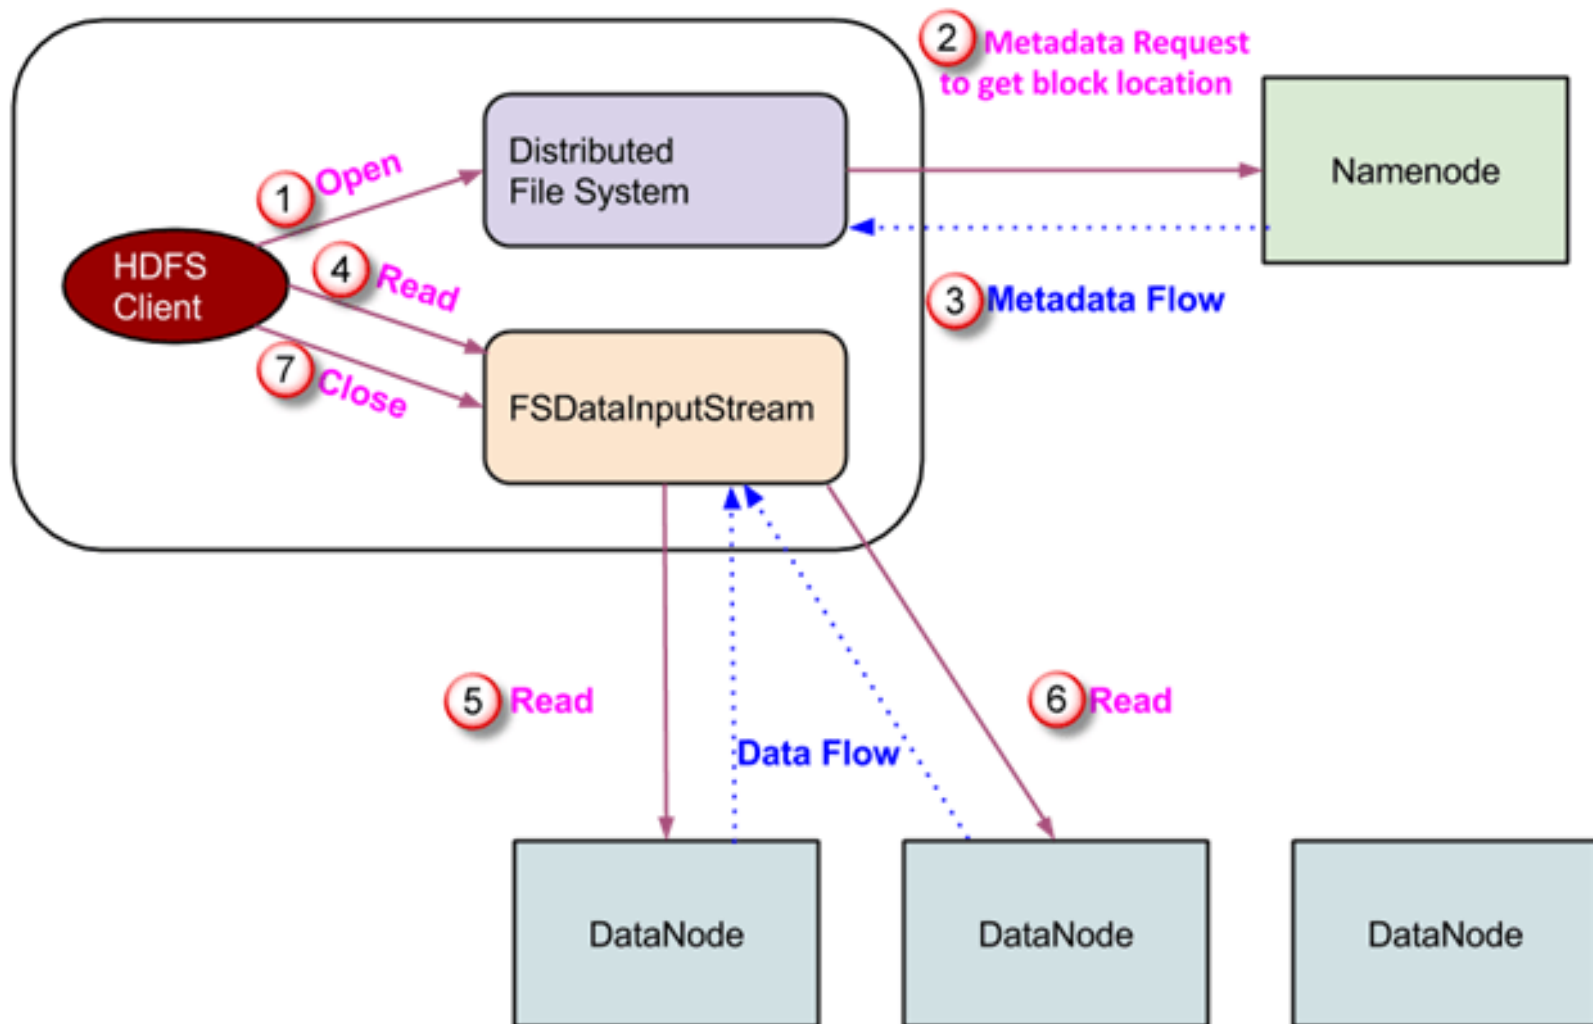 2 Metadata Request
to get block location
Distributed
File System
Namenode
1 Open
HDFS
Client
4 Read
3 Metadata Flow
7 Close
FSDataInputStream
5 Read
6 Read
Data Flow
DataNode
DataNode
DataNode